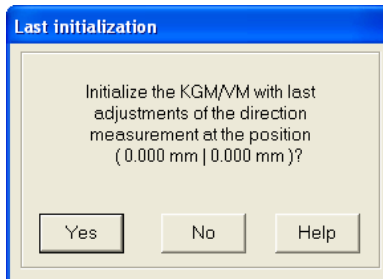 Last initialization
Initialize the KGM/VM with last
adjustments of the direction
measurement at the position
( 0.000 mm | 0.000 mm )?
Yes No Help